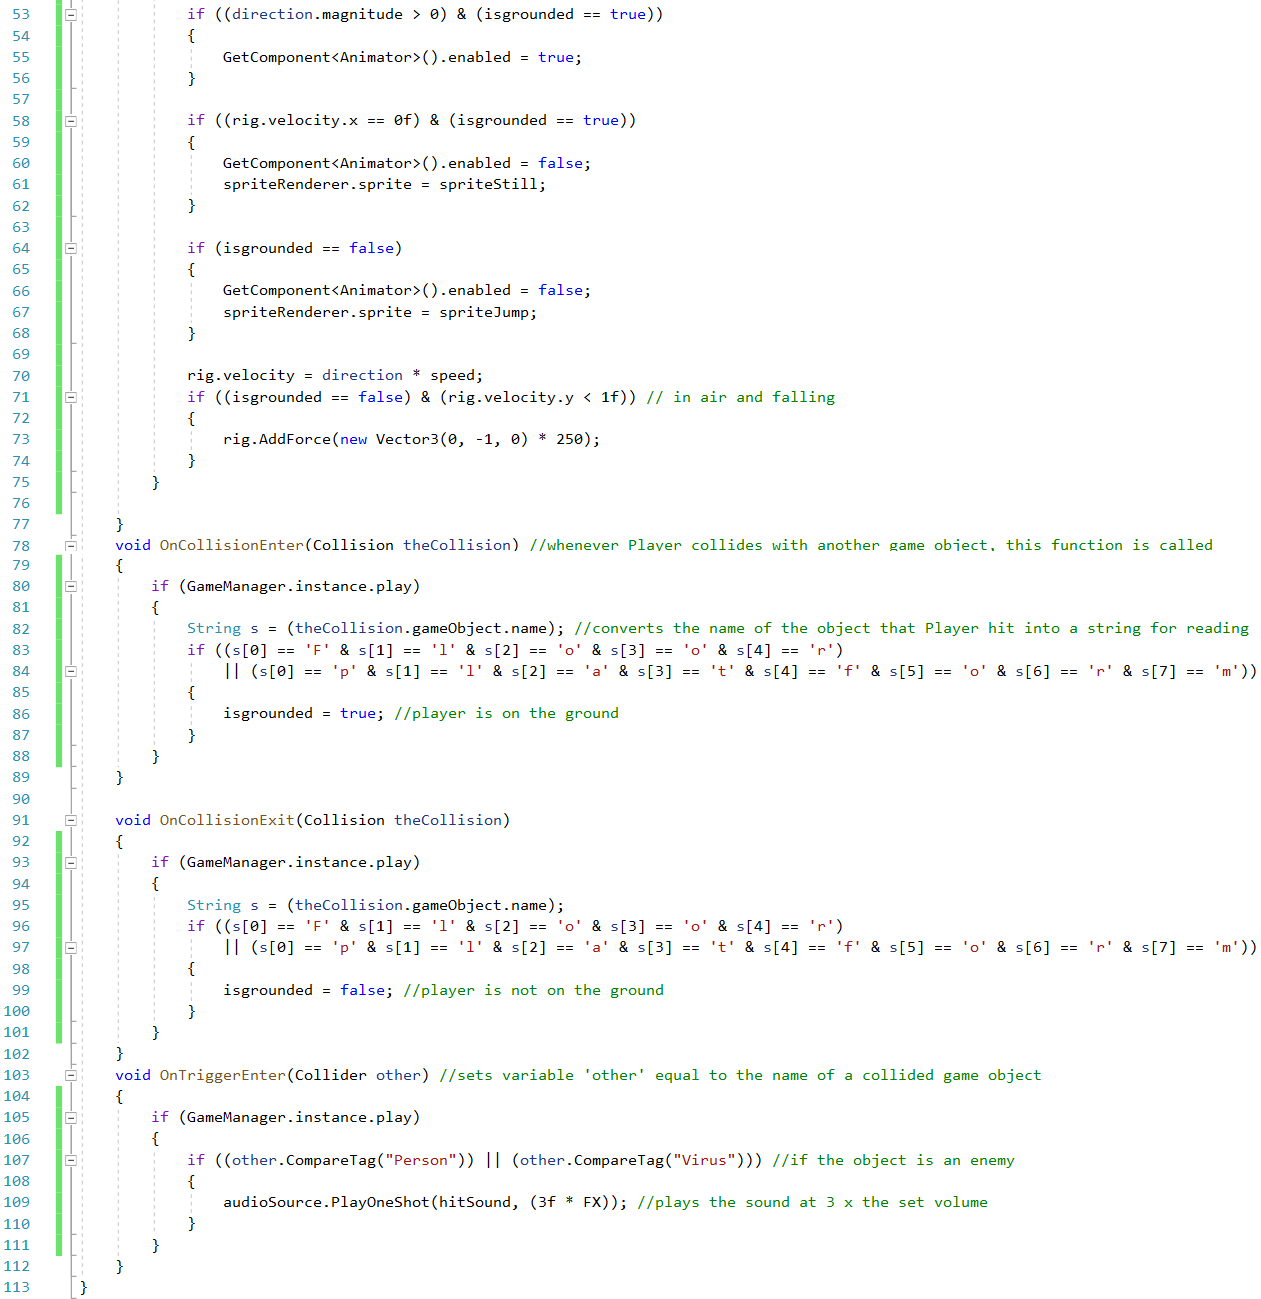 53 if ((direction.magnitude > 0) & (isgrounded == true))
54 {
55 GetComponent<Animator>().enabled = true;
56 }
57
58 if ((rig.velocity.x == 0f) & (isgrounded == true))
59 {
60 GetComponent<Animator>().enabled = false;
61 spriteRenderer.sprite = spriteStill;
62 }
63
64 if (isgrounded == false)
65 {
66 GetComponent<Animator>().enabled = false;
67 spriteRenderer.sprite = spriteJump;
68 }
69
70 rig.velocity = direction * speed;
71 if ((isgrounded == false) & (rig.velocity.y < 1f)) // in air and falling
72 {
73 rig.AddForce(new Vector3(0, -1, 0) * 250);
74 }
75 }
76
77 }
78 void OnCollisionEnter(Collision theCollision) //whenever Player collides with another game object, this function is called
79 {
80 if (GameManager.instance.play)
81 {
82 String s = (theCollision.gameObject.name); //converts the name of the object that Player hit into a string for reading
83 if ((s[0] == 'F' & s[1] == 'l' & s[2] == 'o' & s[3] == 'o' & s[4] == 'r')
84 || (s[0] == 'p' & s[1] == 'l' & s[2] == 'a' & s[3] == 't' & s[4] == 'f' & s[5] == 'o' & s[6] == 'r' & s[7] == 'm'))
85 {
86 isgrounded = true; //player is on the ground
87 }
88 }
89 }
90
91 void OnCollisionExit(Collision theCollision)
92 {
93 if (GameManager.instance.play)
94 {
95 String s = (theCollision.gameObject.name);
96 if ((s[0] == 'F' & s[1] == 'l' & s[2] == 'o' & s[3] == 'o' & s[4] == 'r')
97 || (s[0] == 'p' & s[1] == 'l' & s[2] == 'a' & s[3] == 't' & s[4] == 'f' & s[5] == 'o' & s[6] == 'r' & s[7] == 'm'))
98 {
99 isgrounded = false; //player is not on the ground
100 }
101 }
102 }
103 void OnTriggerEnter(Collider other) //sets variable 'other' equal to the name of a collided game object
104 {
105 if (GameManager.instance.play)
106 {
107 if ((other.CompareTag("Person")) || (other.CompareTag("Virus"))) //if the object is an enemy
108 {
109 audioSource.PlayOneShot(hitSound, (3f * FX)); //plays the sound at 3 x the set volume
110 }
111 }
112 }
113 }